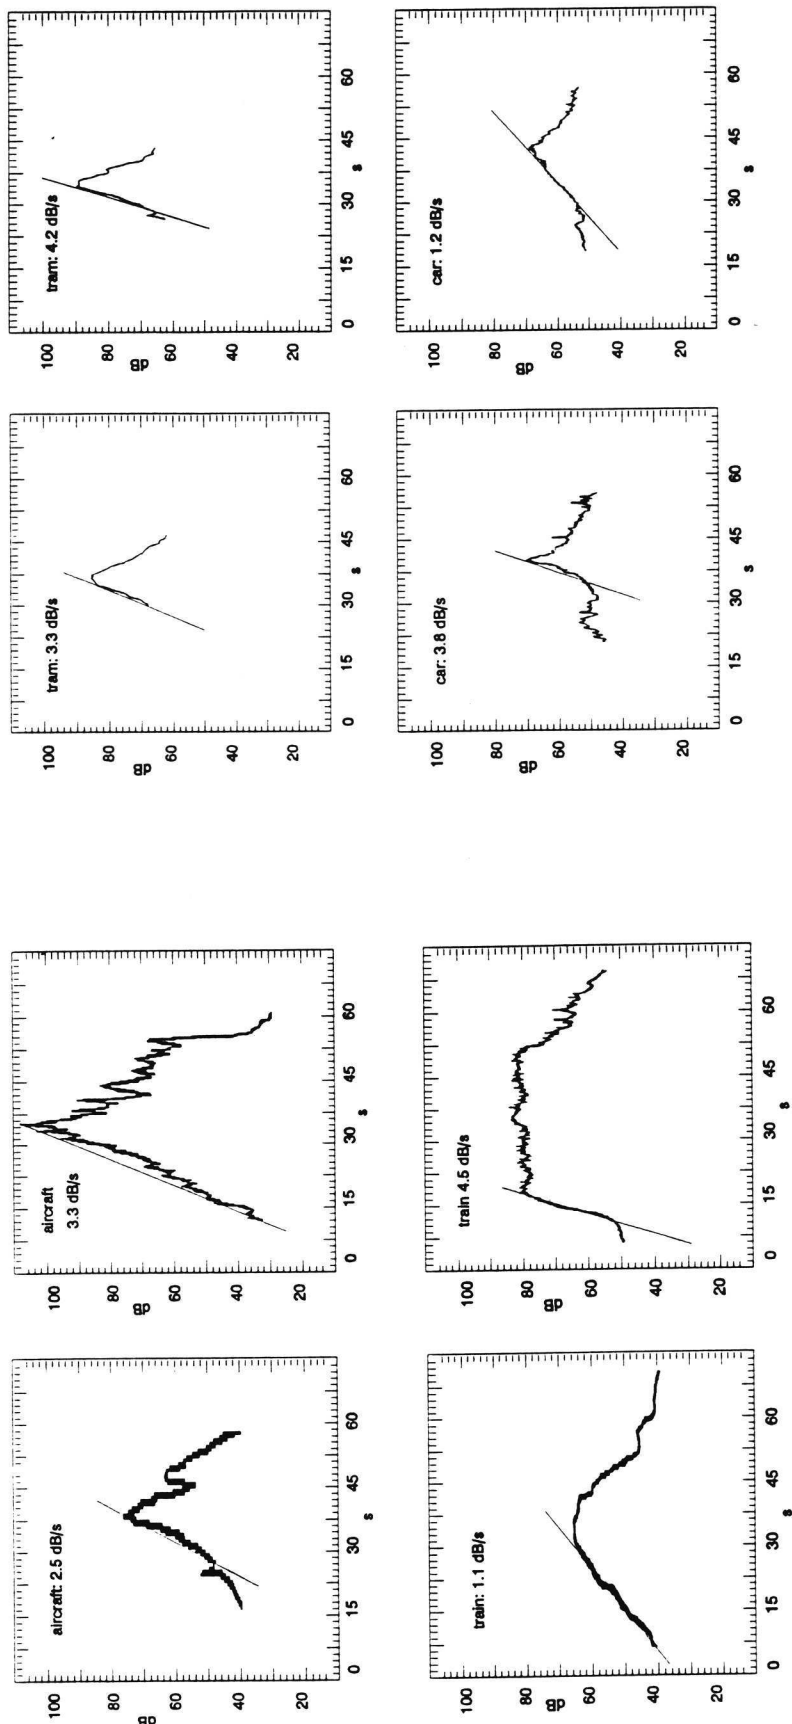 aircraft: 2.5 dB/s
100
80
60
40
20
dB
0 15 30 45 60
s
aircraft
3.3 dB/s
100
80
60
40
20
dB
0 15 30 45 60
s
tram: 3.3 dB/s
100
80
60
40
20
dB
0 15 30 45 60
s
tram: 4.2 dB/s
100
80
60
40
20
dB
0 15 30 45 60
s
train: 1.1 dB/s
100
80
60
40
20
dB
0 15 30 45 60
s
train 4.5 dB/s
100
80
60
40
20
dB
0 15 30 45 60
s
car: 3.8 dB/s
100
80
60
40
20
dB
0 15 30 45 60
s
car: 1.2 dB/s
100
80
60
40
20
dB
0 15 30 45 60
s